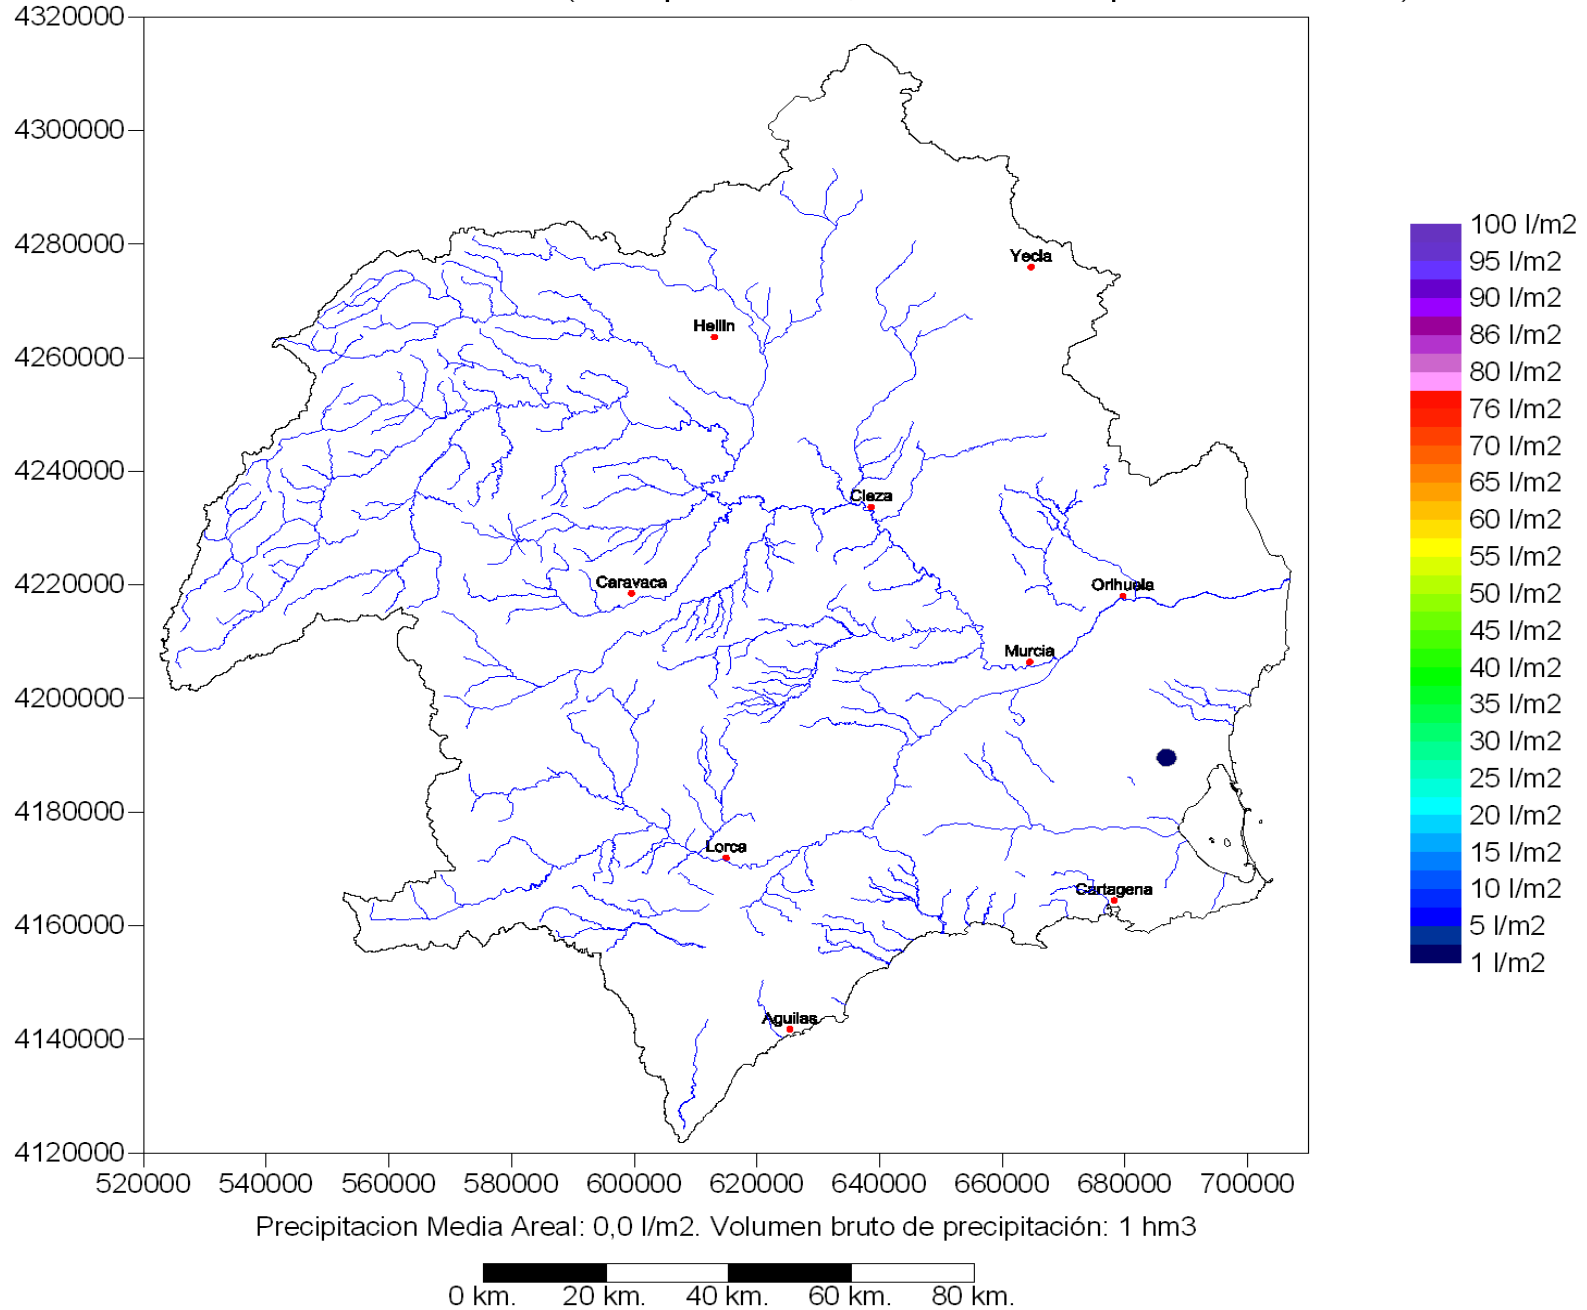 4320000
4300000
4280000
4260000
4240000
4220000
4200000
4180000
4160000
4140000
4120000
Yecla
Hellin
Cieza
Caravaca
Orihuela
Murcia
Lorca
Cartagena
Aguilas
100 l/m2
95 l/m2
90 l/m2
86 l/m2
80 l/m2
76 l/m2
70 l/m2
65 l/m2
60 l/m2
55 l/m2
50 l/m2
45 l/m2
40 l/m2
35 l/m2
30 l/m2
25 l/m2
20 l/m2
15 l/m2
10 l/m2
5 l/m2
1 l/m2
520000 540000 560000 580000 600000 620000 640000 660000 680000 700000
Precipitacion Media Areal: 0,0 l/m2. Volumen bruto de precipitación: 1 hm3
0 km. 20 km. 40 km. 60 km. 80 km.